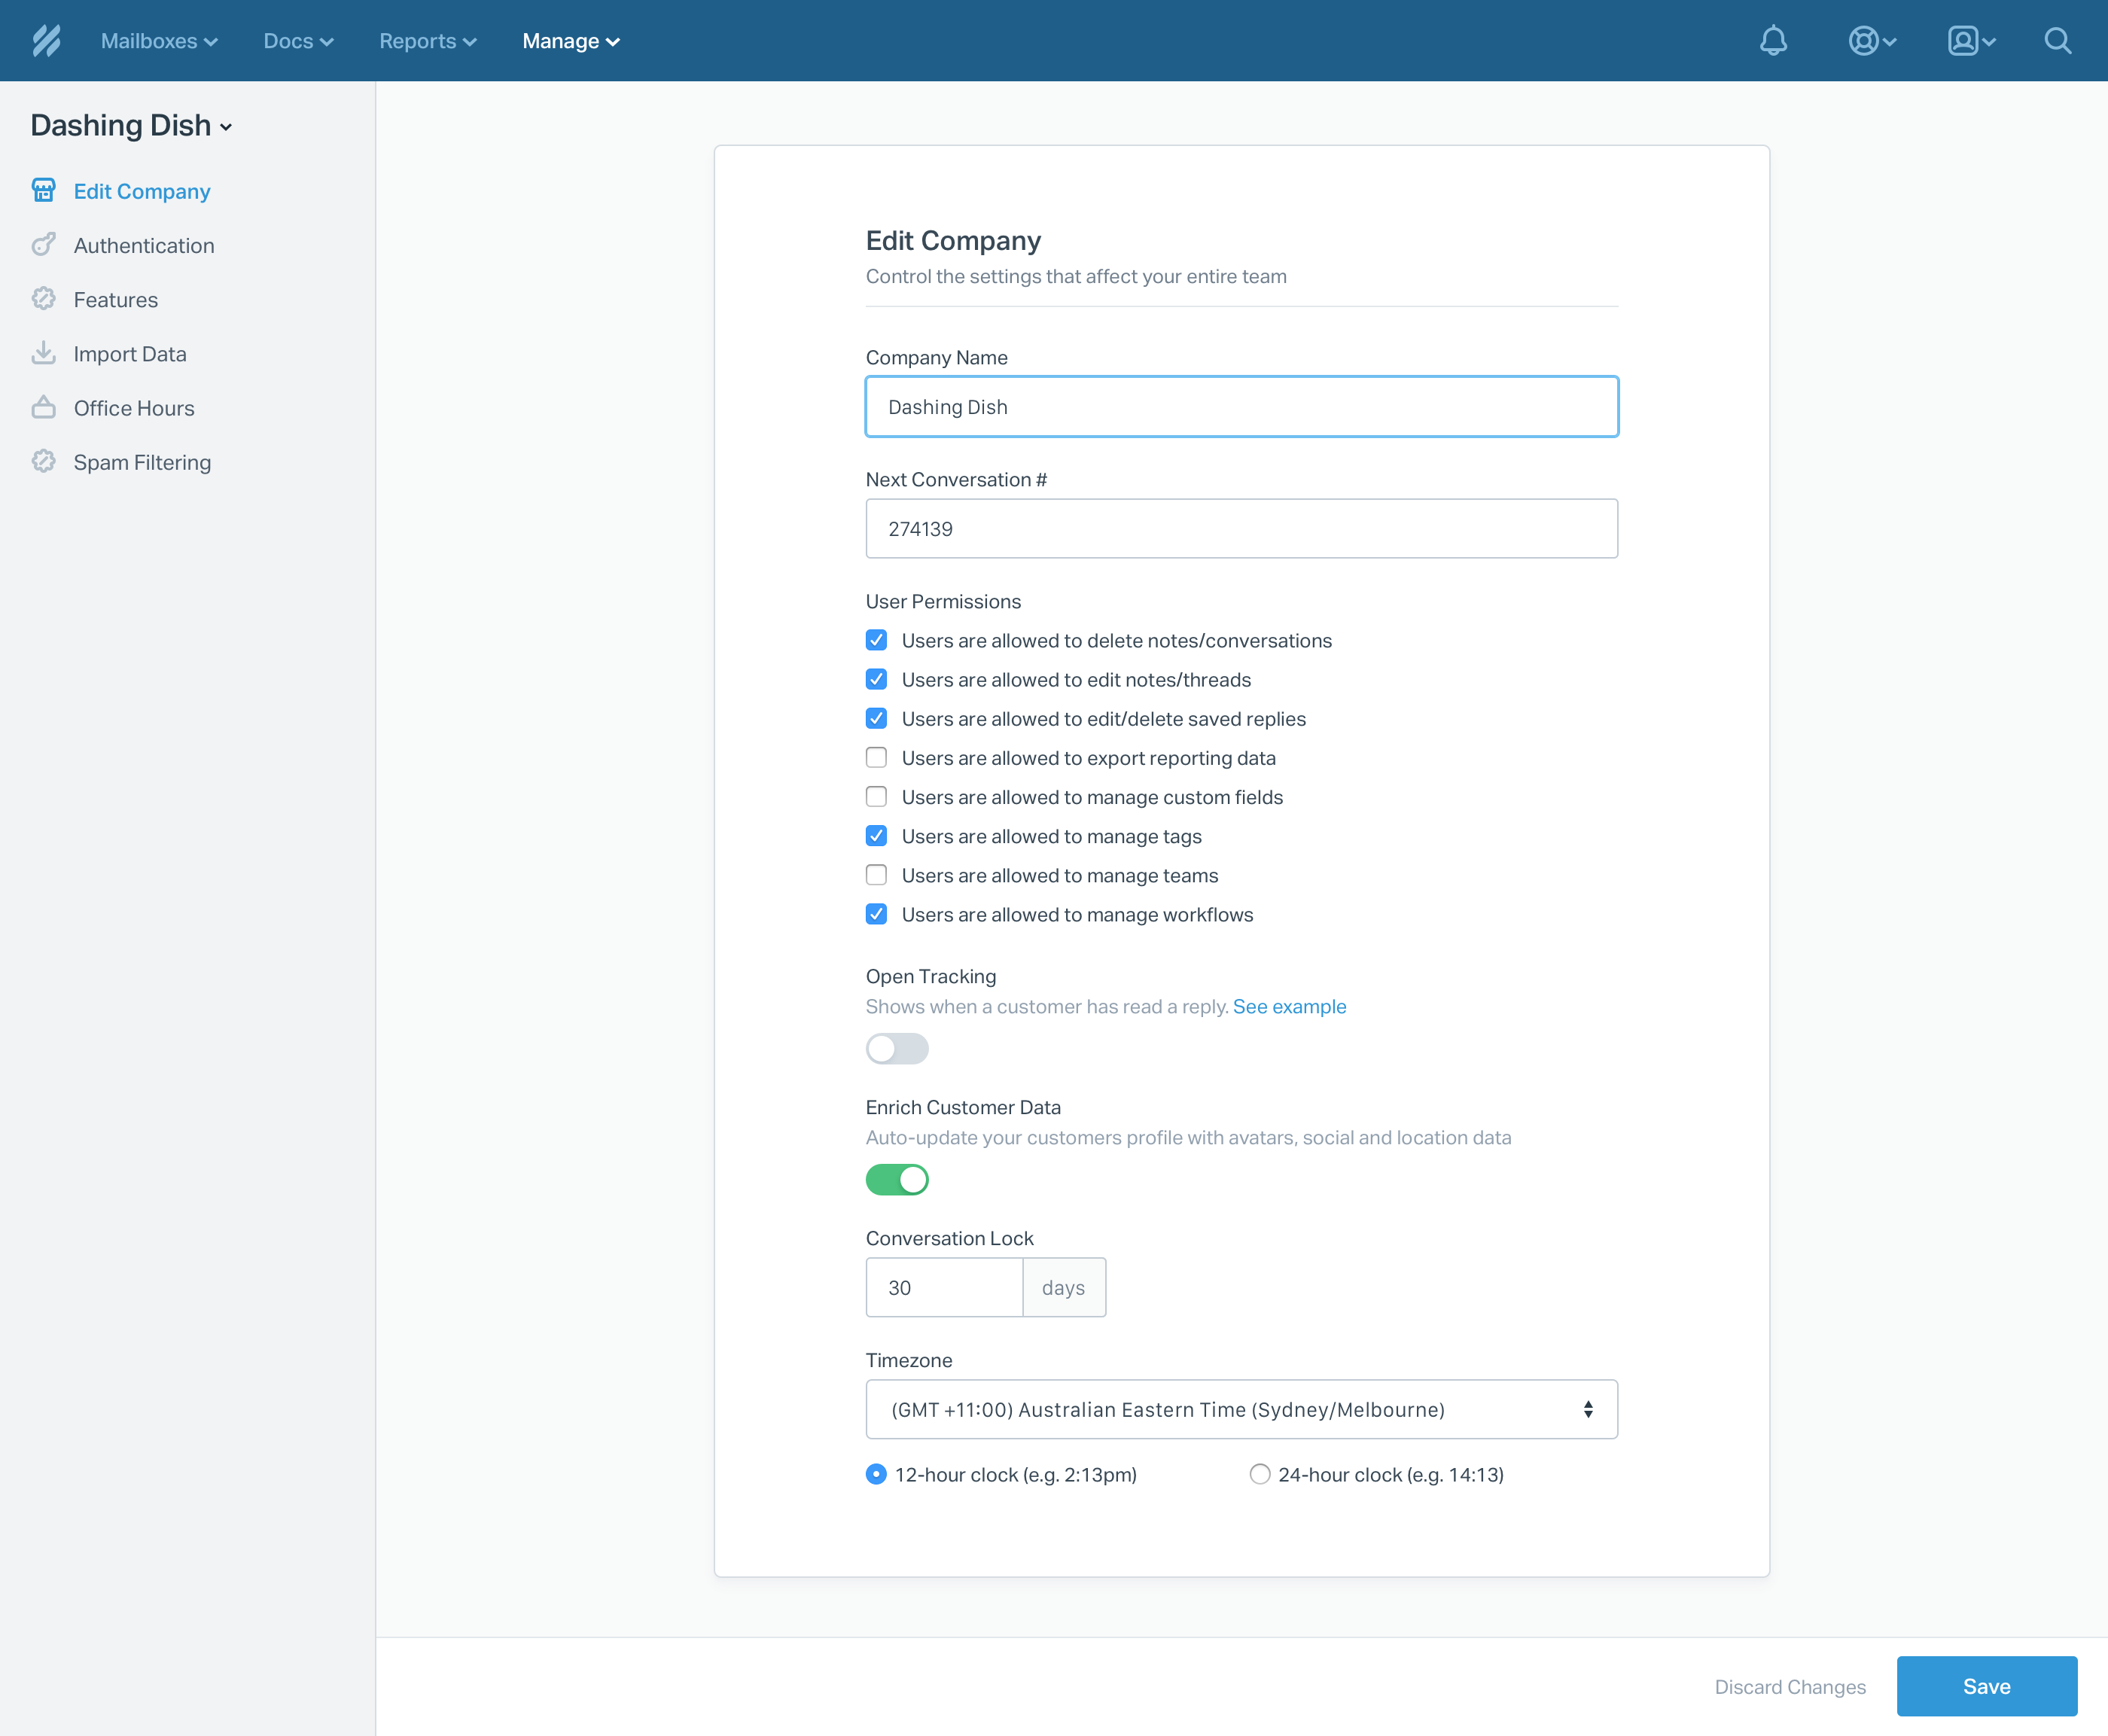 Mailboxes Docs Reports Manage
Dashing Dish
Edit Company
Authentication
Features
Import Data
Office Hours
Spam Filtering
Edit Company
Control the settings that affect your entire team
Company Name
Dashing Dish
Next Conversation #
274139
User Permissions
Users are allowed to delete notes/conversations
Users are allowed to edit notes/threads
Users are allowed to edit/delete saved replies
Users are allowed to export reporting data
Users are allowed to manage custom fields
Users are allowed to manage tags
Users are allowed to manage teams
Users are allowed to manage workflows
Open Tracking
Shows when a customer has read a reply. See example
Enrich Customer Data
Auto-update your customers profile with avatars, social and location data
Conversation Lock
30 days
Timezone
(GMT +11:00) Australian Eastern Time (Sydney/Melbourne)
12-hour clock (e.g. 2:13pm) 24-hour clock (e.g. 14:13)
Discard Changes Save